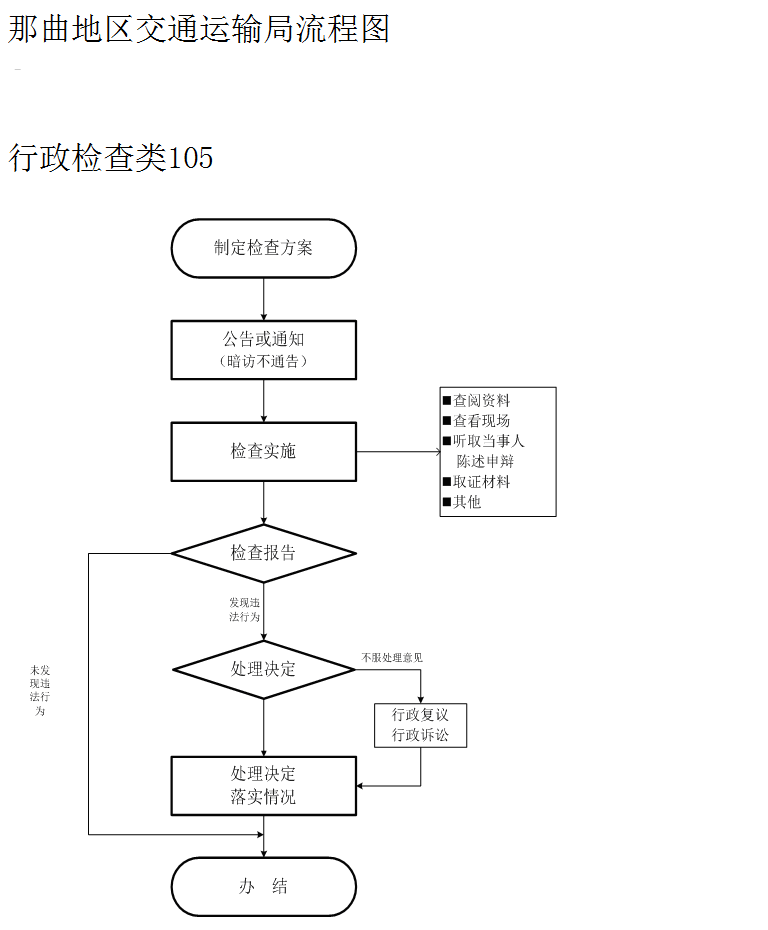 那曲地区交通运输局流程图
行政检查类105
制定检查方案
公告或通知
（暗访不通告）
检查实施
■查阅资料
■查看现场
■听取当事人
陈述申辩
■取证材料
■其他
检查报告
发现违
法行为
未发
现违
法行
为
处理决定
不服处理意见
行政复议
行政诉讼
处理决定
落实情况
办 结